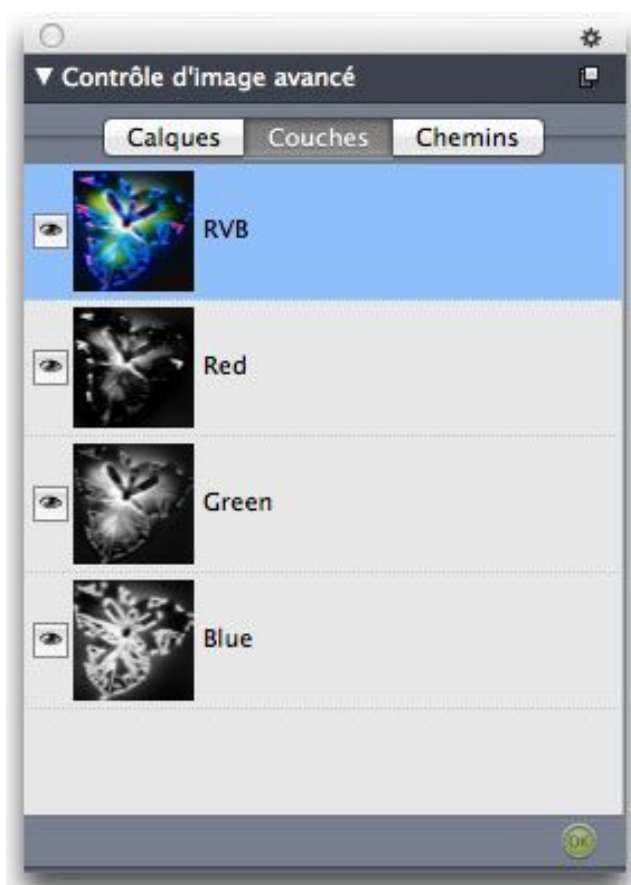 Contrôle d'image avancé
Calques Couches Chemins
RVB
Red
Green
Blue
OK